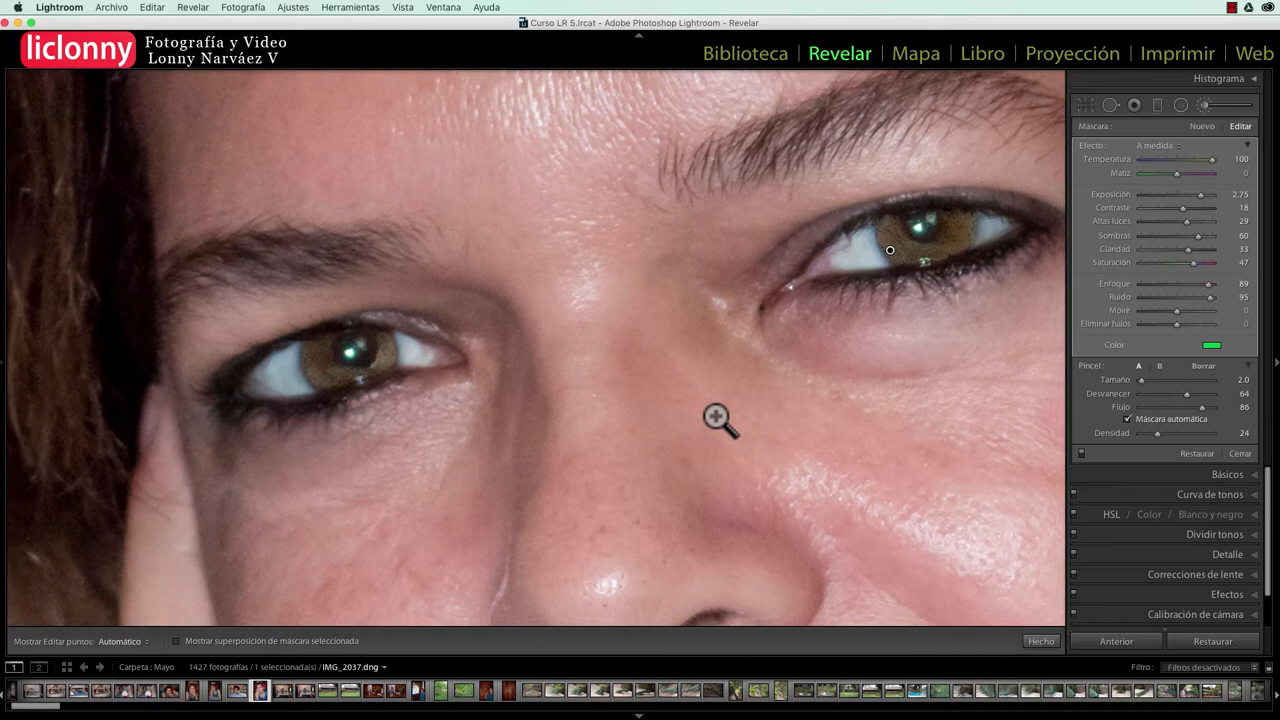 Lightroom Archivo Editar Revelar Fotografía Ajustes Herramientas Vista Ventana Ayuda
Curso LR 5.lrcat - Adobe Photoshop Lightroom - Revelar
liclonny
Fotografía y Video
Lonny Narváez V
Biblioteca | Revelar | Mapa | Libro | Proyección | Imprimir | Web
Histograma
Máscara : Nuevo Editar
Efecto : A medida
Temperatura 100
Matiz 0
Exposición 2.75
Contraste 18
Altas luces 29
Sombras 60
Claridad 33
Saturación 47
Enfoque 89
Ruido 95
Moiré 0
Eliminar halos 0
Color
Pincel : A B Borrar
Tamaño 2.0
Desvanecer 64
Flujo 86
Máscara automática
Densidad 24
Restaurar Cerrar
Básicos
Curva de tonos
HSL / Color / Blanco y negro
Dividir tonos
Detalle
Correcciones de lente
Efectos
Calibración de cámara
Mostrar Editar puntos: Automático Mostrar superposición de máscara seleccionada Hecho
Anterior Restaurar
1 2 Carpeta : Mayo 1427 fotografías / 1 seleccionada(s) / IMG_2037.dng Filtro : Filtros desactivados